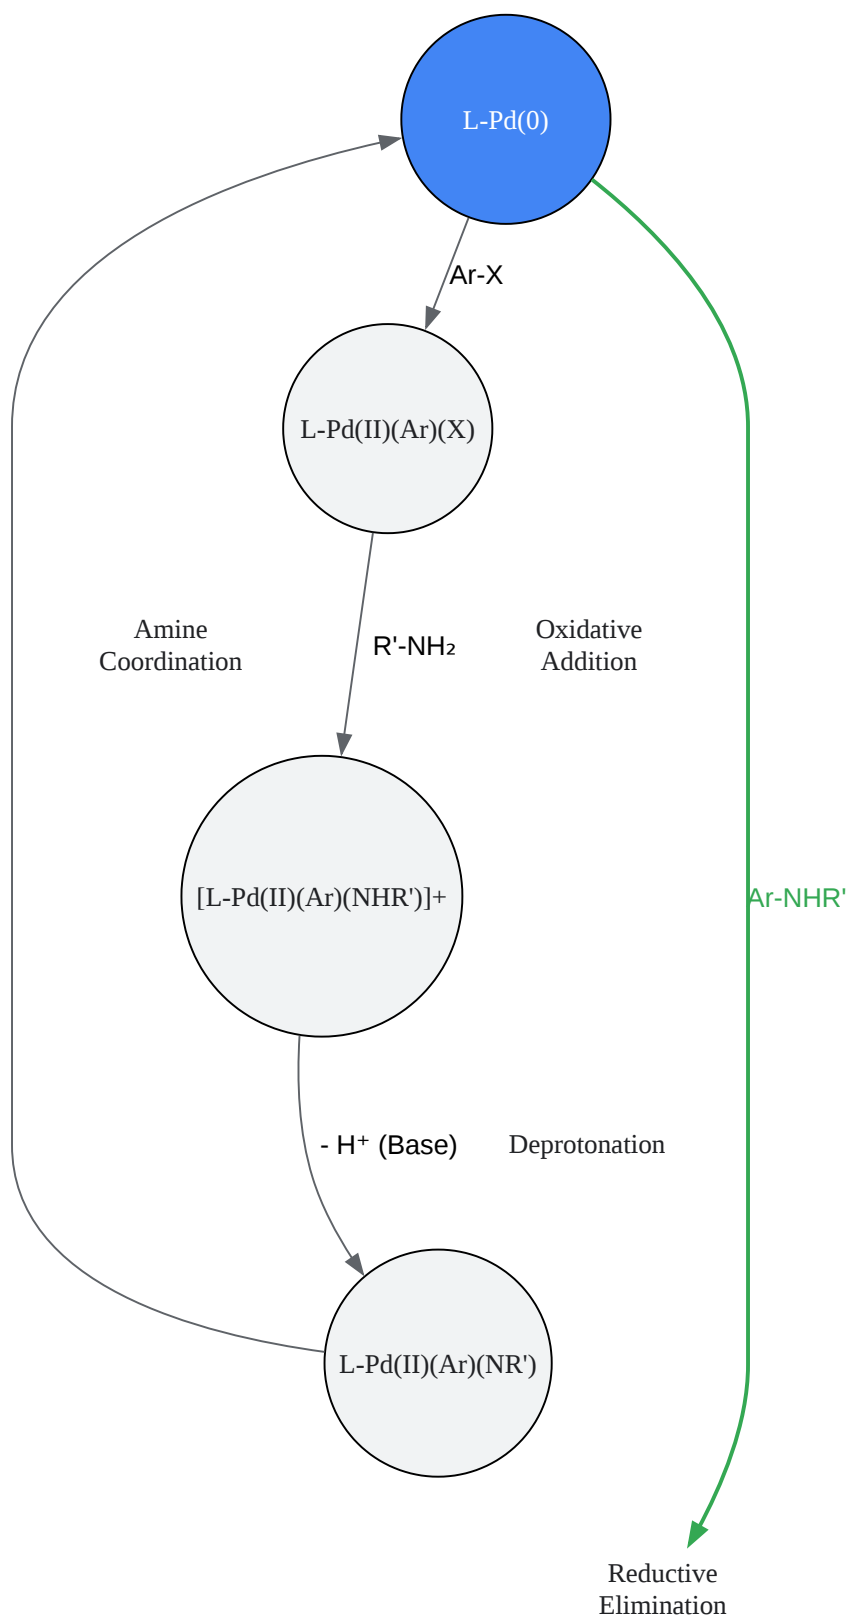 L-Pd(0)
Ar-X
L-Pd(II)(Ar)(X)
Amine
Coordination
R'-NH₂
Oxidative
Addition
[L-Pd(II)(Ar)(NHR')]+
Ar-NHR'
- H⁺ (Base)
Deprotonation
L-Pd(II)(Ar)(NR')
Reductive
Elimination